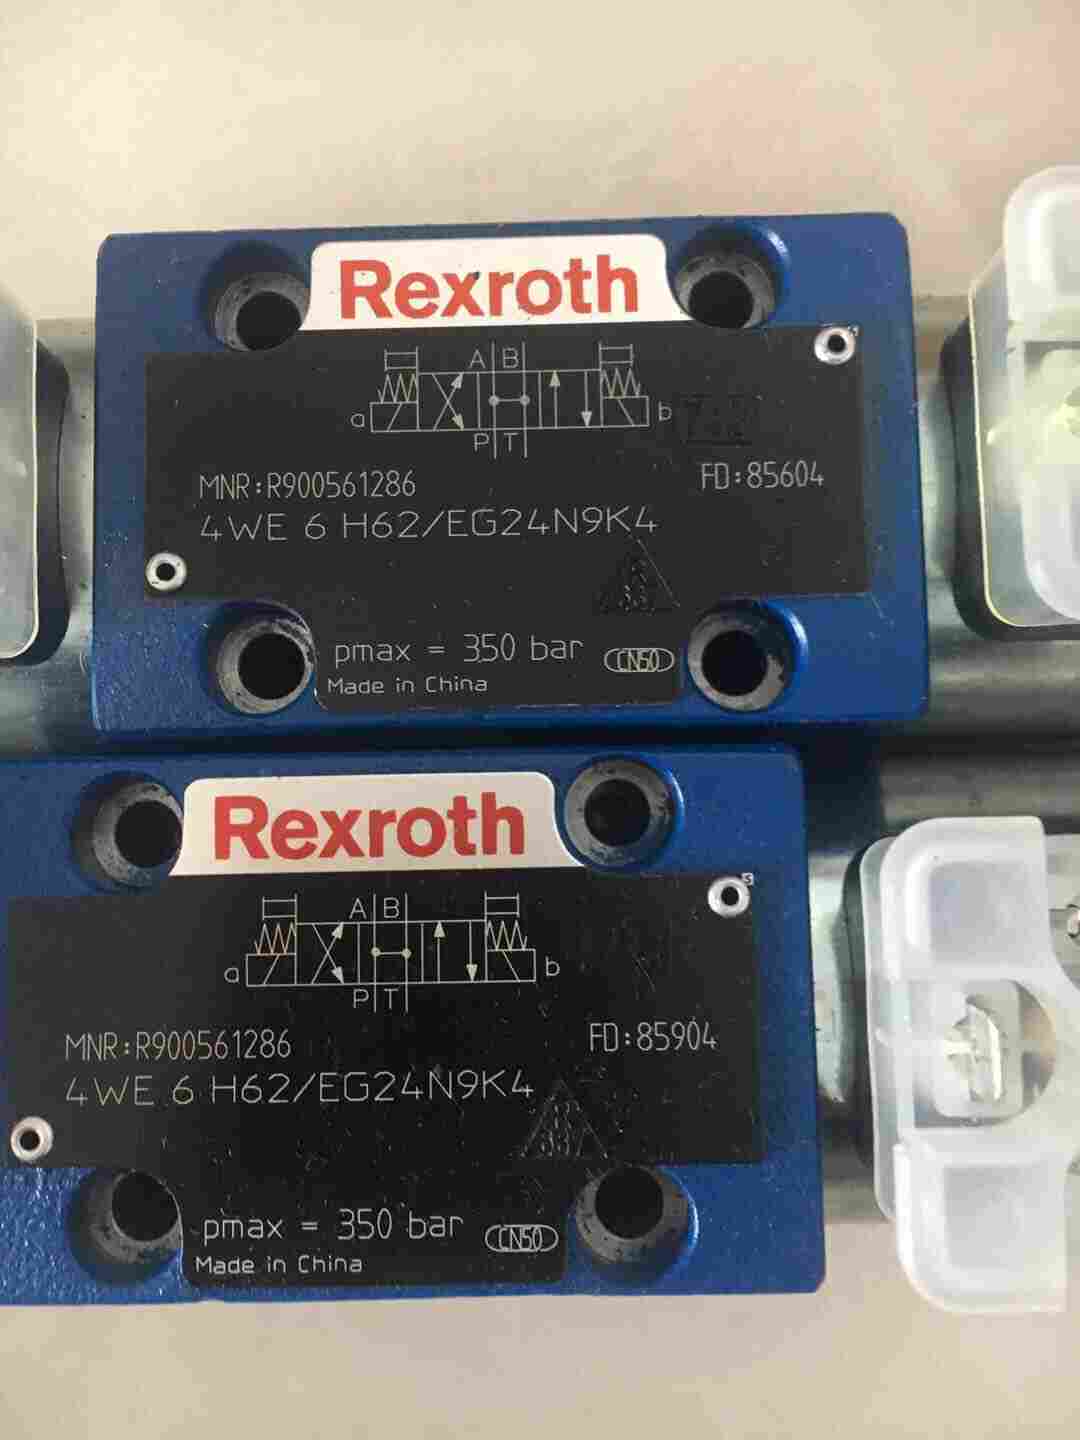 Rexroth
A B
a b
P T
MNR:R900561286 FD:85604
4WE 6 H62/EG24N9K4
pmax = 350 bar CN50
Made in China
Rexroth
A B
a b
P T
MNR:R900561286 FD:85904
4WE 6 H62/EG24N9K4
pmax = 350 bar CN50
Made in China